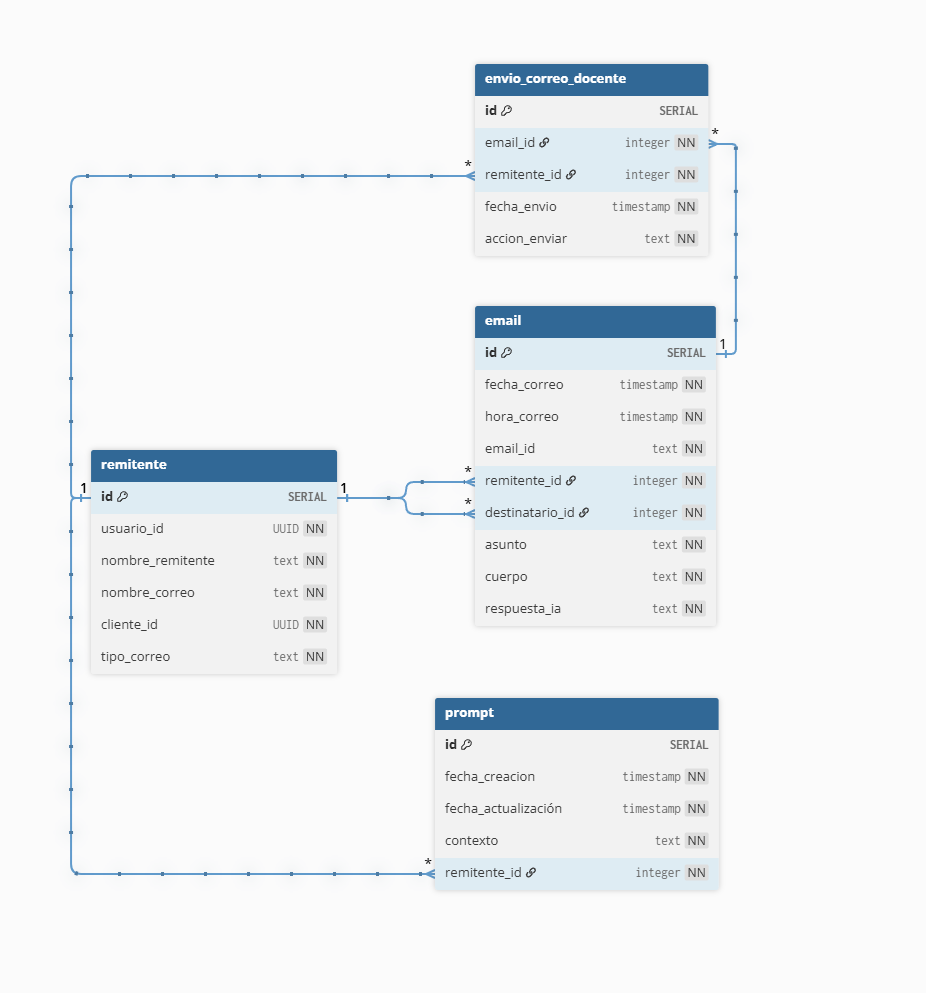 envio_correo_docente
id SERIAL
*
email_id integer NN
*
remitente_id integer NN
fecha_envio timestamp NN
accion_enviar text NN
email
1
id SERIAL
fecha_correo timestamp NN
hora_correo timestamp NN
email_id text NN
*
remitente_id integer NN
*
destinatario_id integer NN
asunto text NN
cuerpo text NN
respuesta_ia text NN
remitente
1 1
id SERIAL
usuario_id UUID NN
nombre_remitente text NN
nombre_correo text NN
cliente_id UUID NN
tipo_correo text NN
prompt
id SERIAL
fecha_creacion timestamp NN
fecha_actualización timestamp NN
contexto text NN
*
remitente_id integer NN